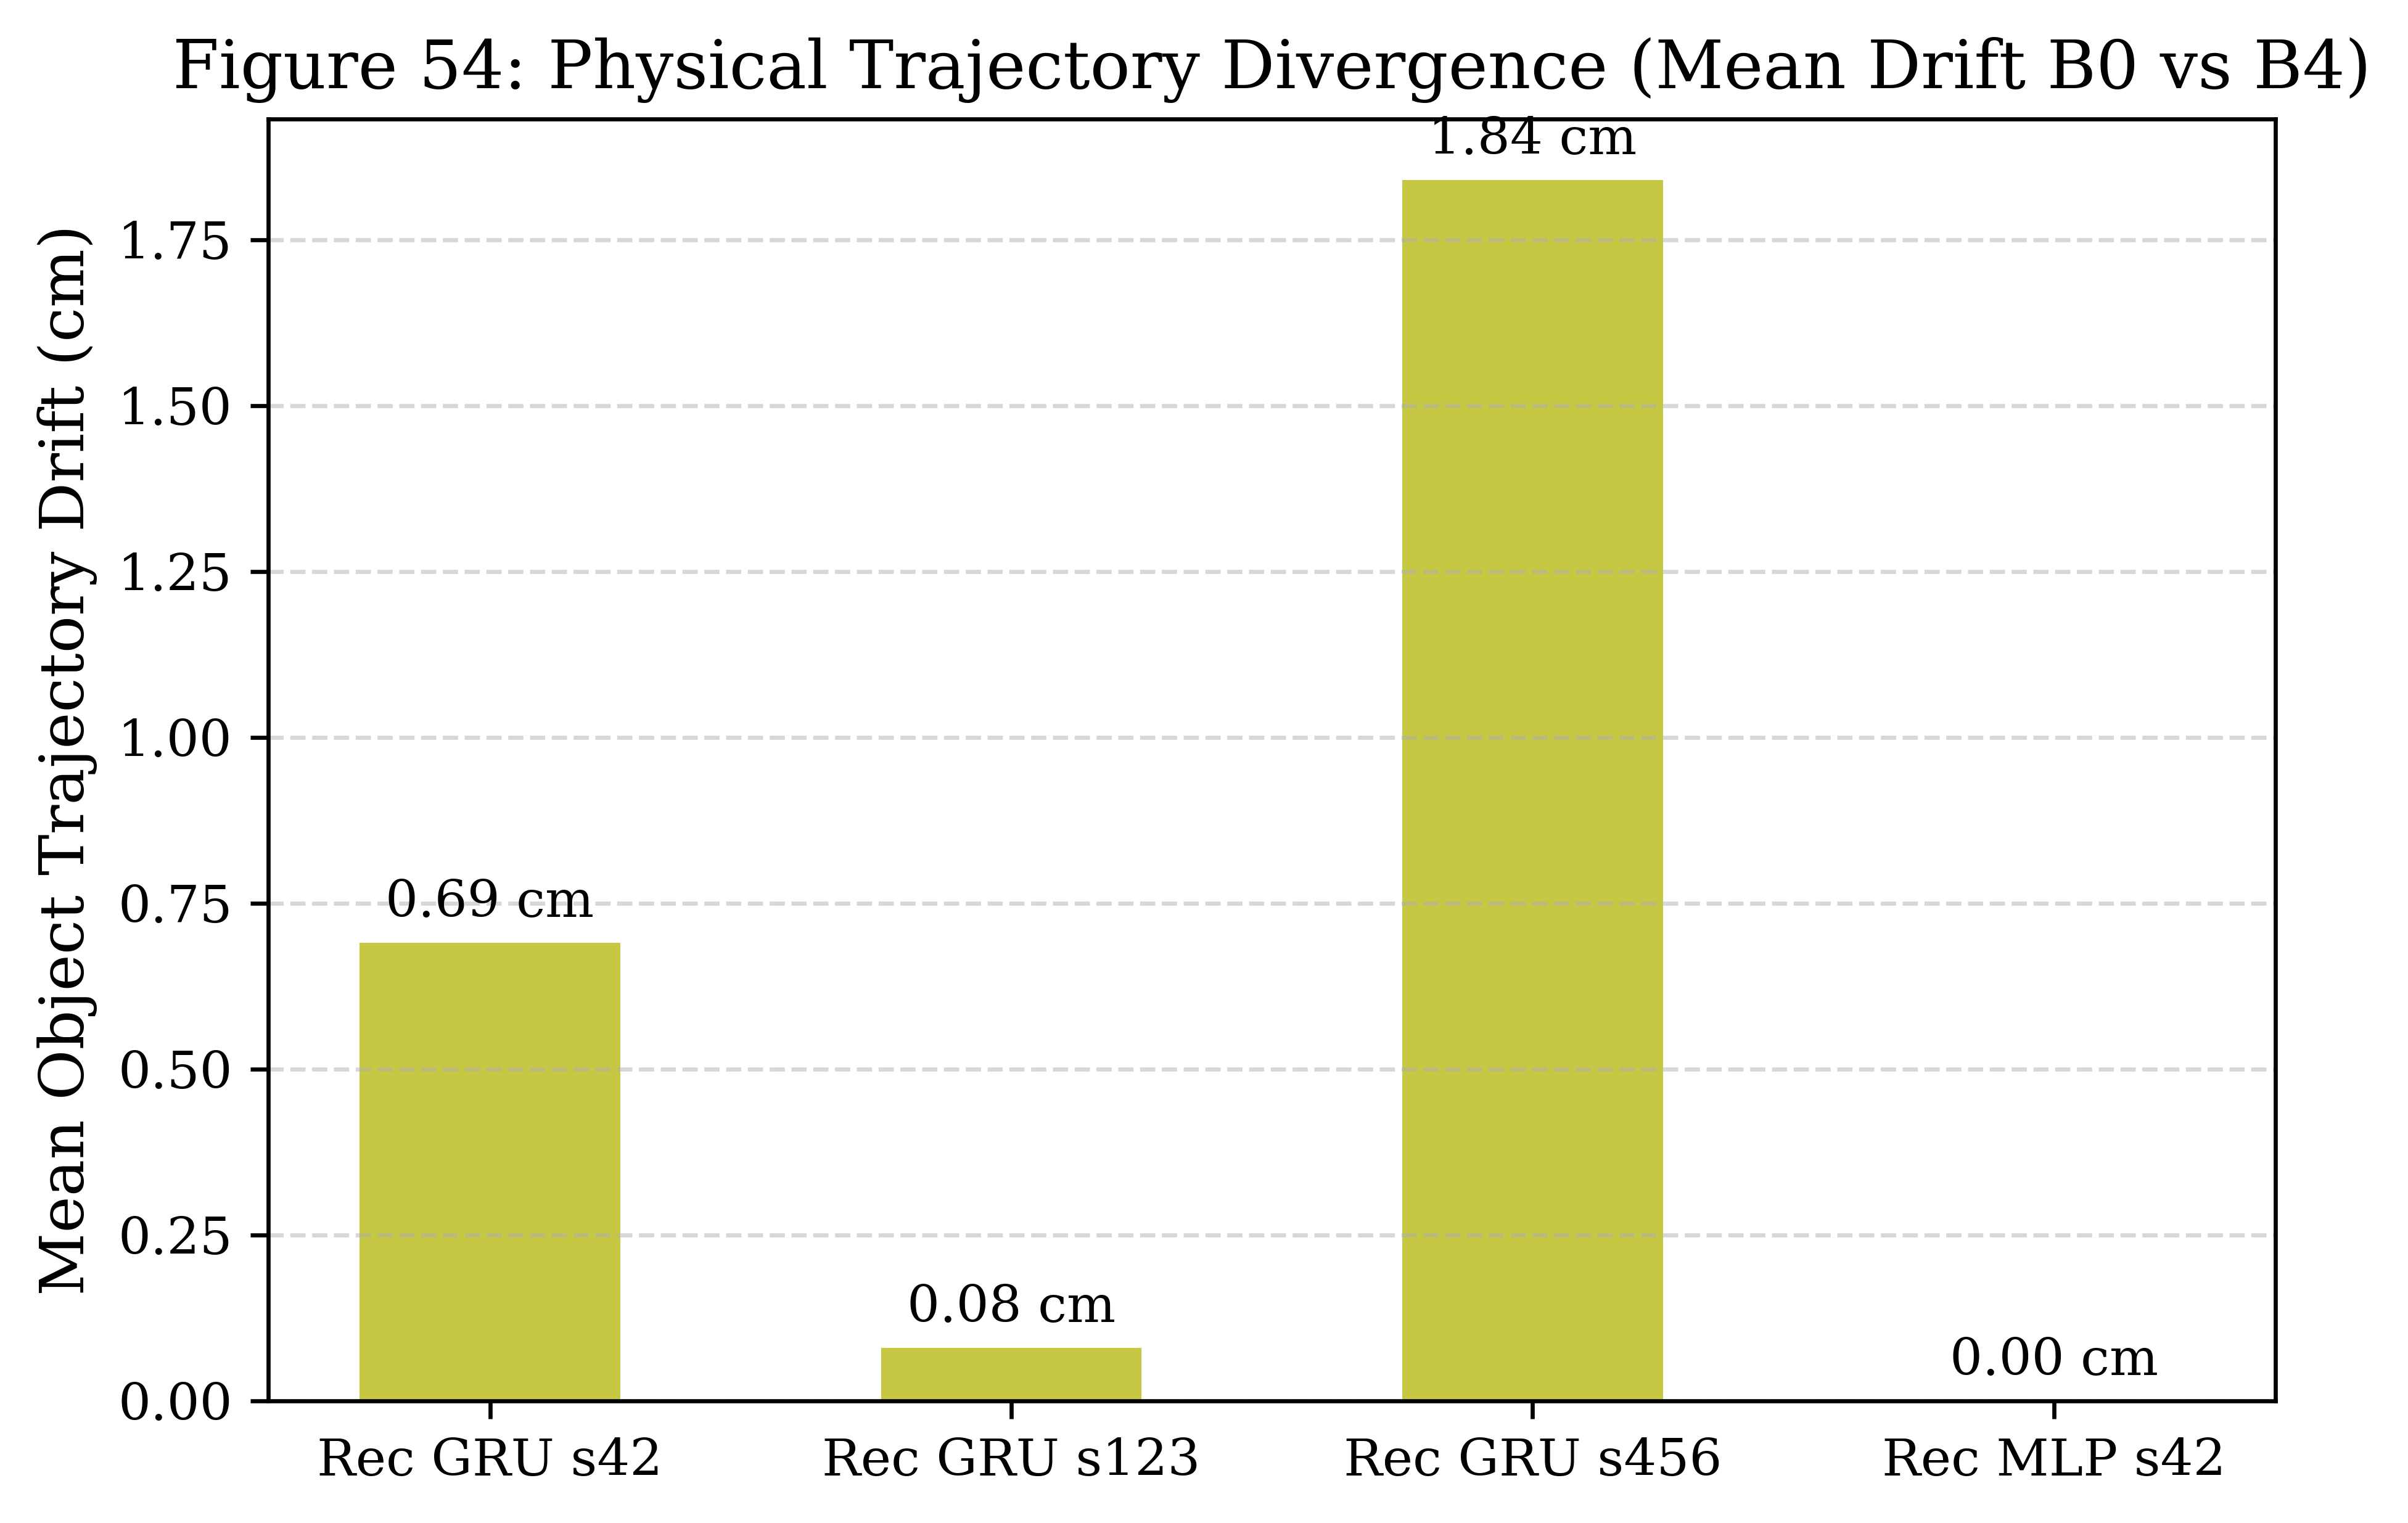 Figure 54: Physical Trajectory Divergence (Mean Drift B0 vs B4)
Mean Object Trajectory Drift (cm)
1.75
1.50
1.25
1.00
0.75
0.50
0.25
0.00
0.69 cm
0.08 cm
1.84 cm
0.00 cm
Rec GRU s42
Rec GRU s123
Rec GRU s456
Rec MLP s42